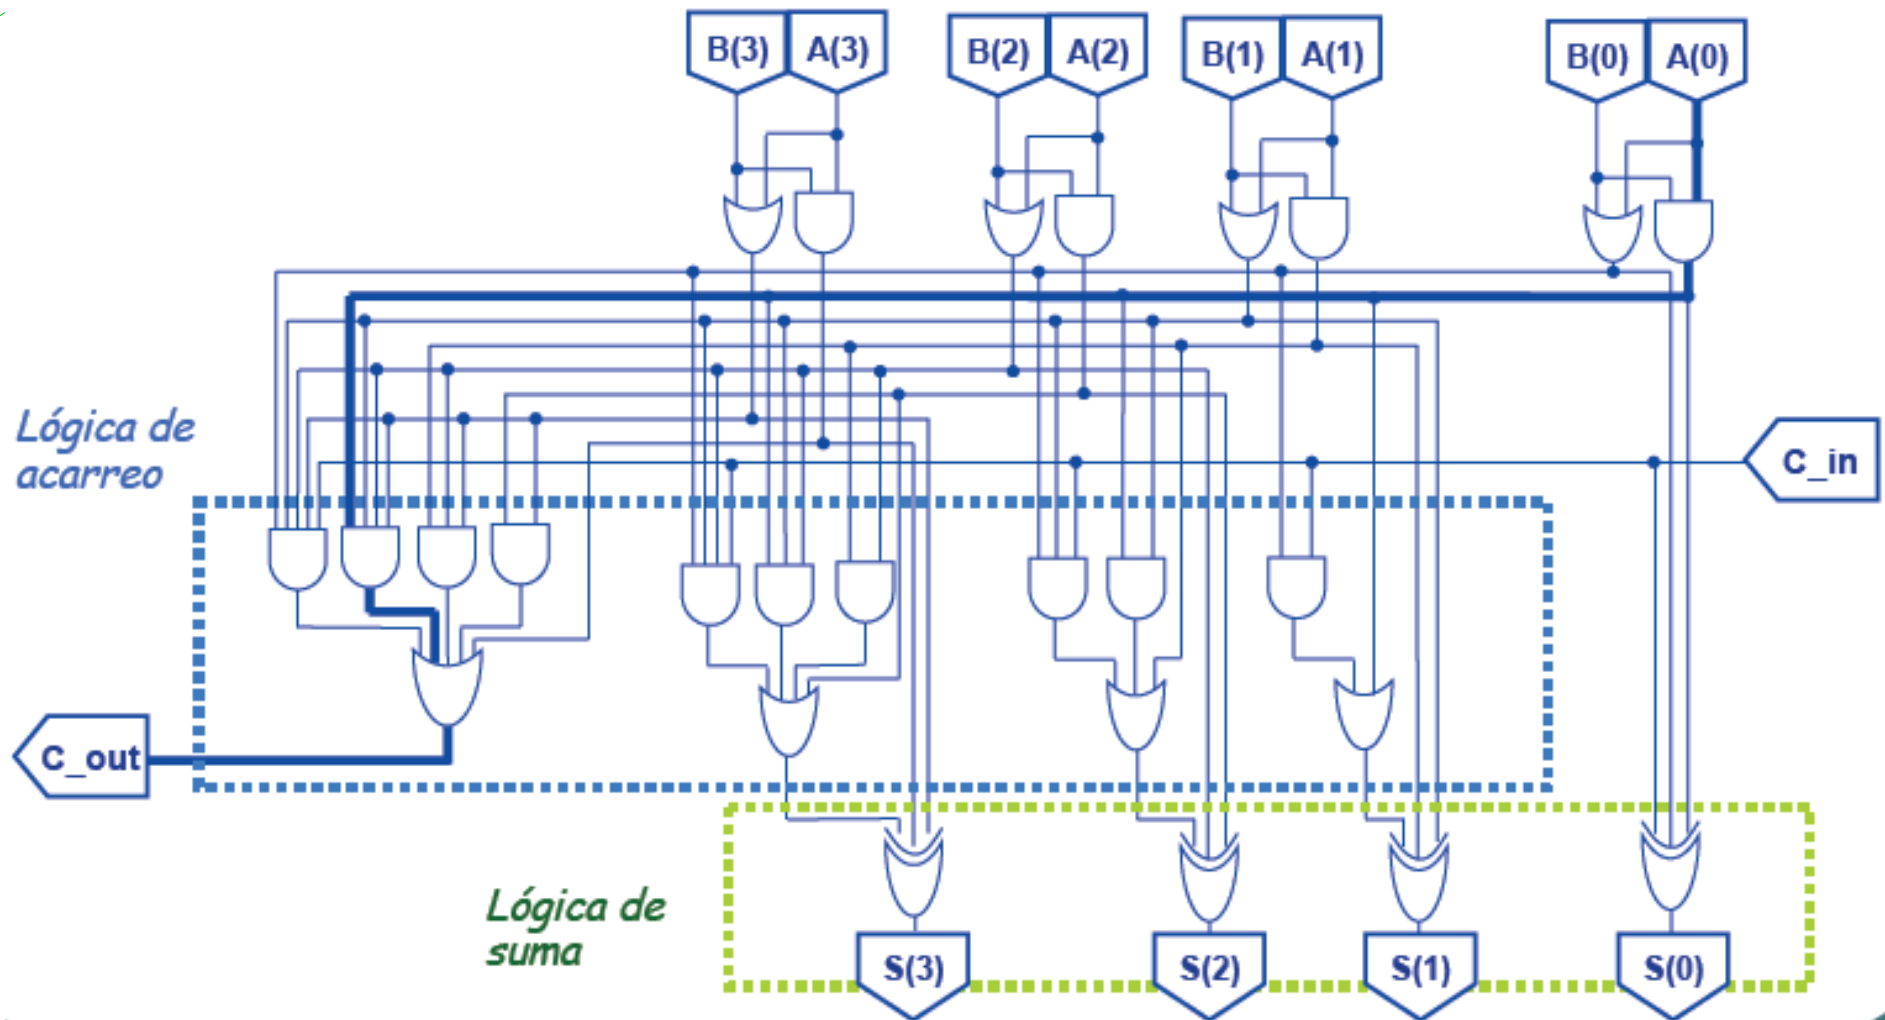 B(3) A(3) B(2) A(2) B(1) A(1) B(0) A(0)
Lógica de
acarreo
C_in
C_out
Lógica de
suma
S(3) S(2) S(1) S(0)